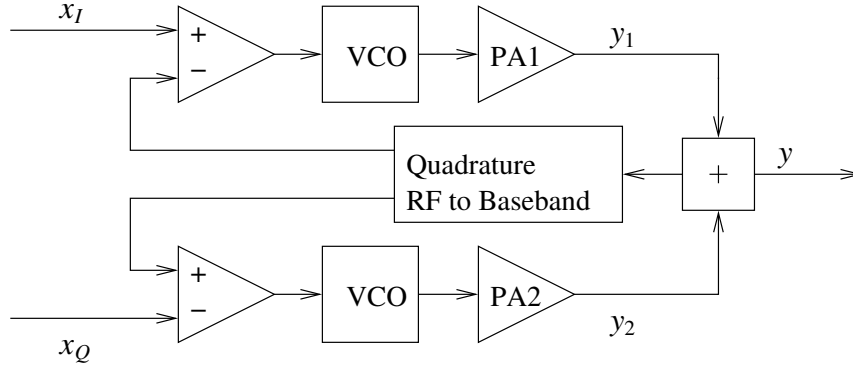 x_I
+
−
VCO
PA1
y_1
Quadrature
RF to Baseband
+
y
+
−
VCO
PA2
y_2
x_Q